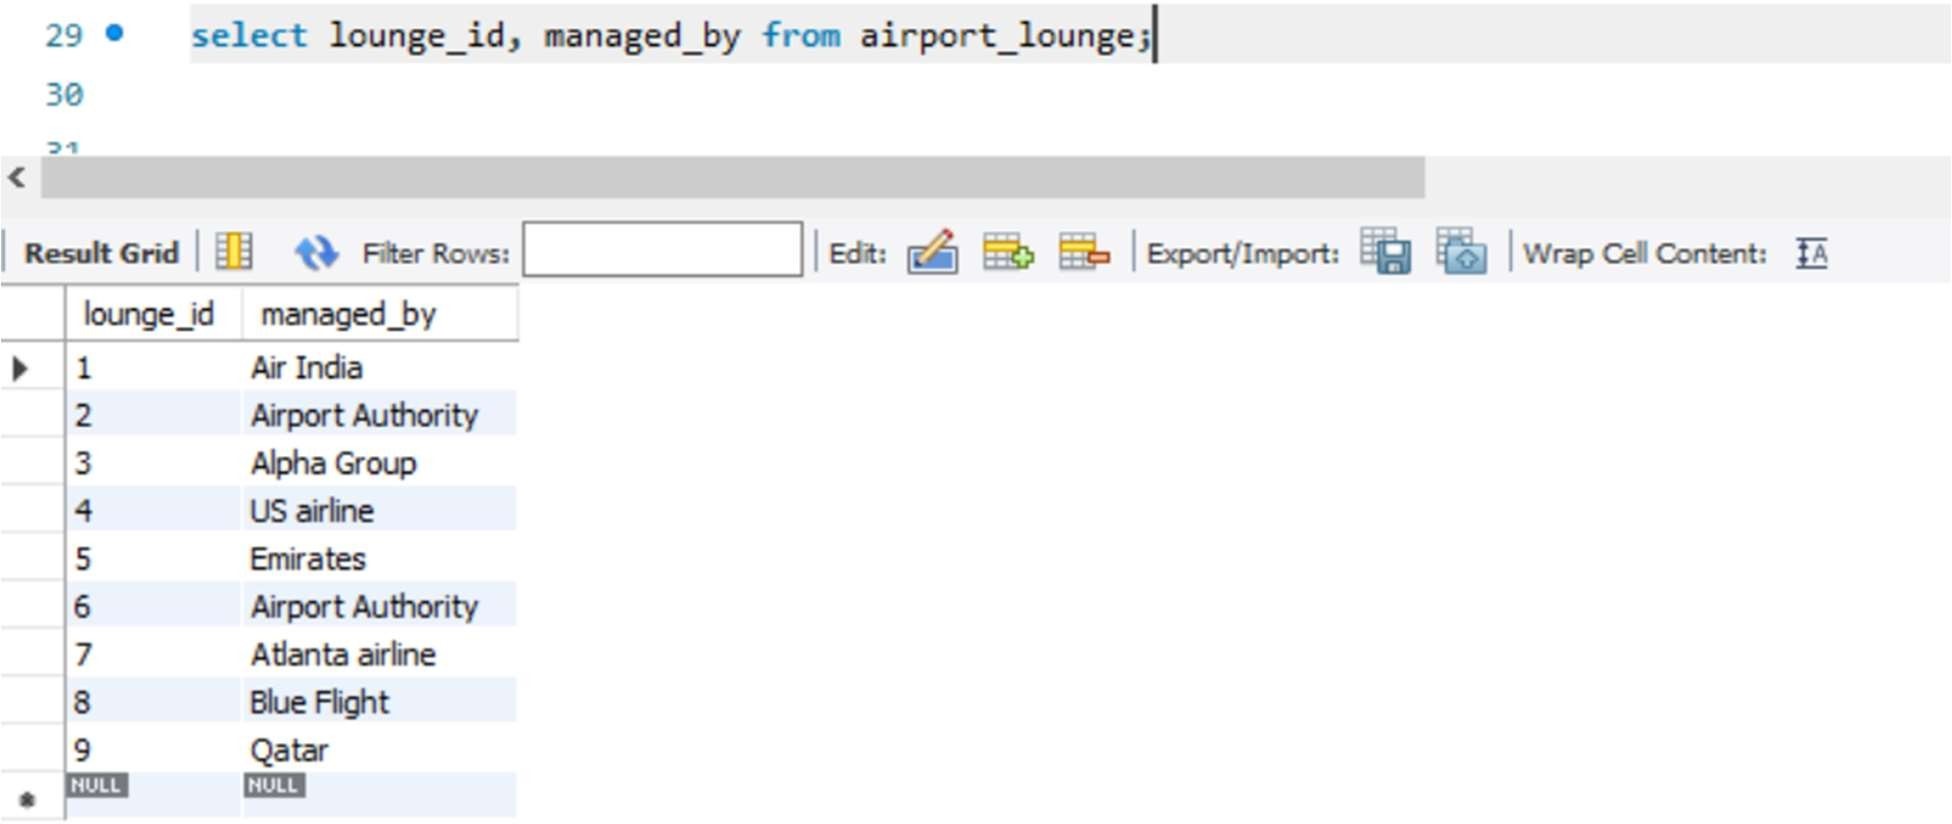 29 select lounge_id, managed_by from airport_lounge;
30
31
Result Grid Filter Rows: Edit: Export/Import: Wrap Cell Content: A
lounge_id managed_by
1 Air India
2 Airport Authority
3 Alpha Group
4 US airline
5 Emirates
6 Airport Authority
7 Atlanta airline
8 Blue Flight
9 Qatar
NULL NULL